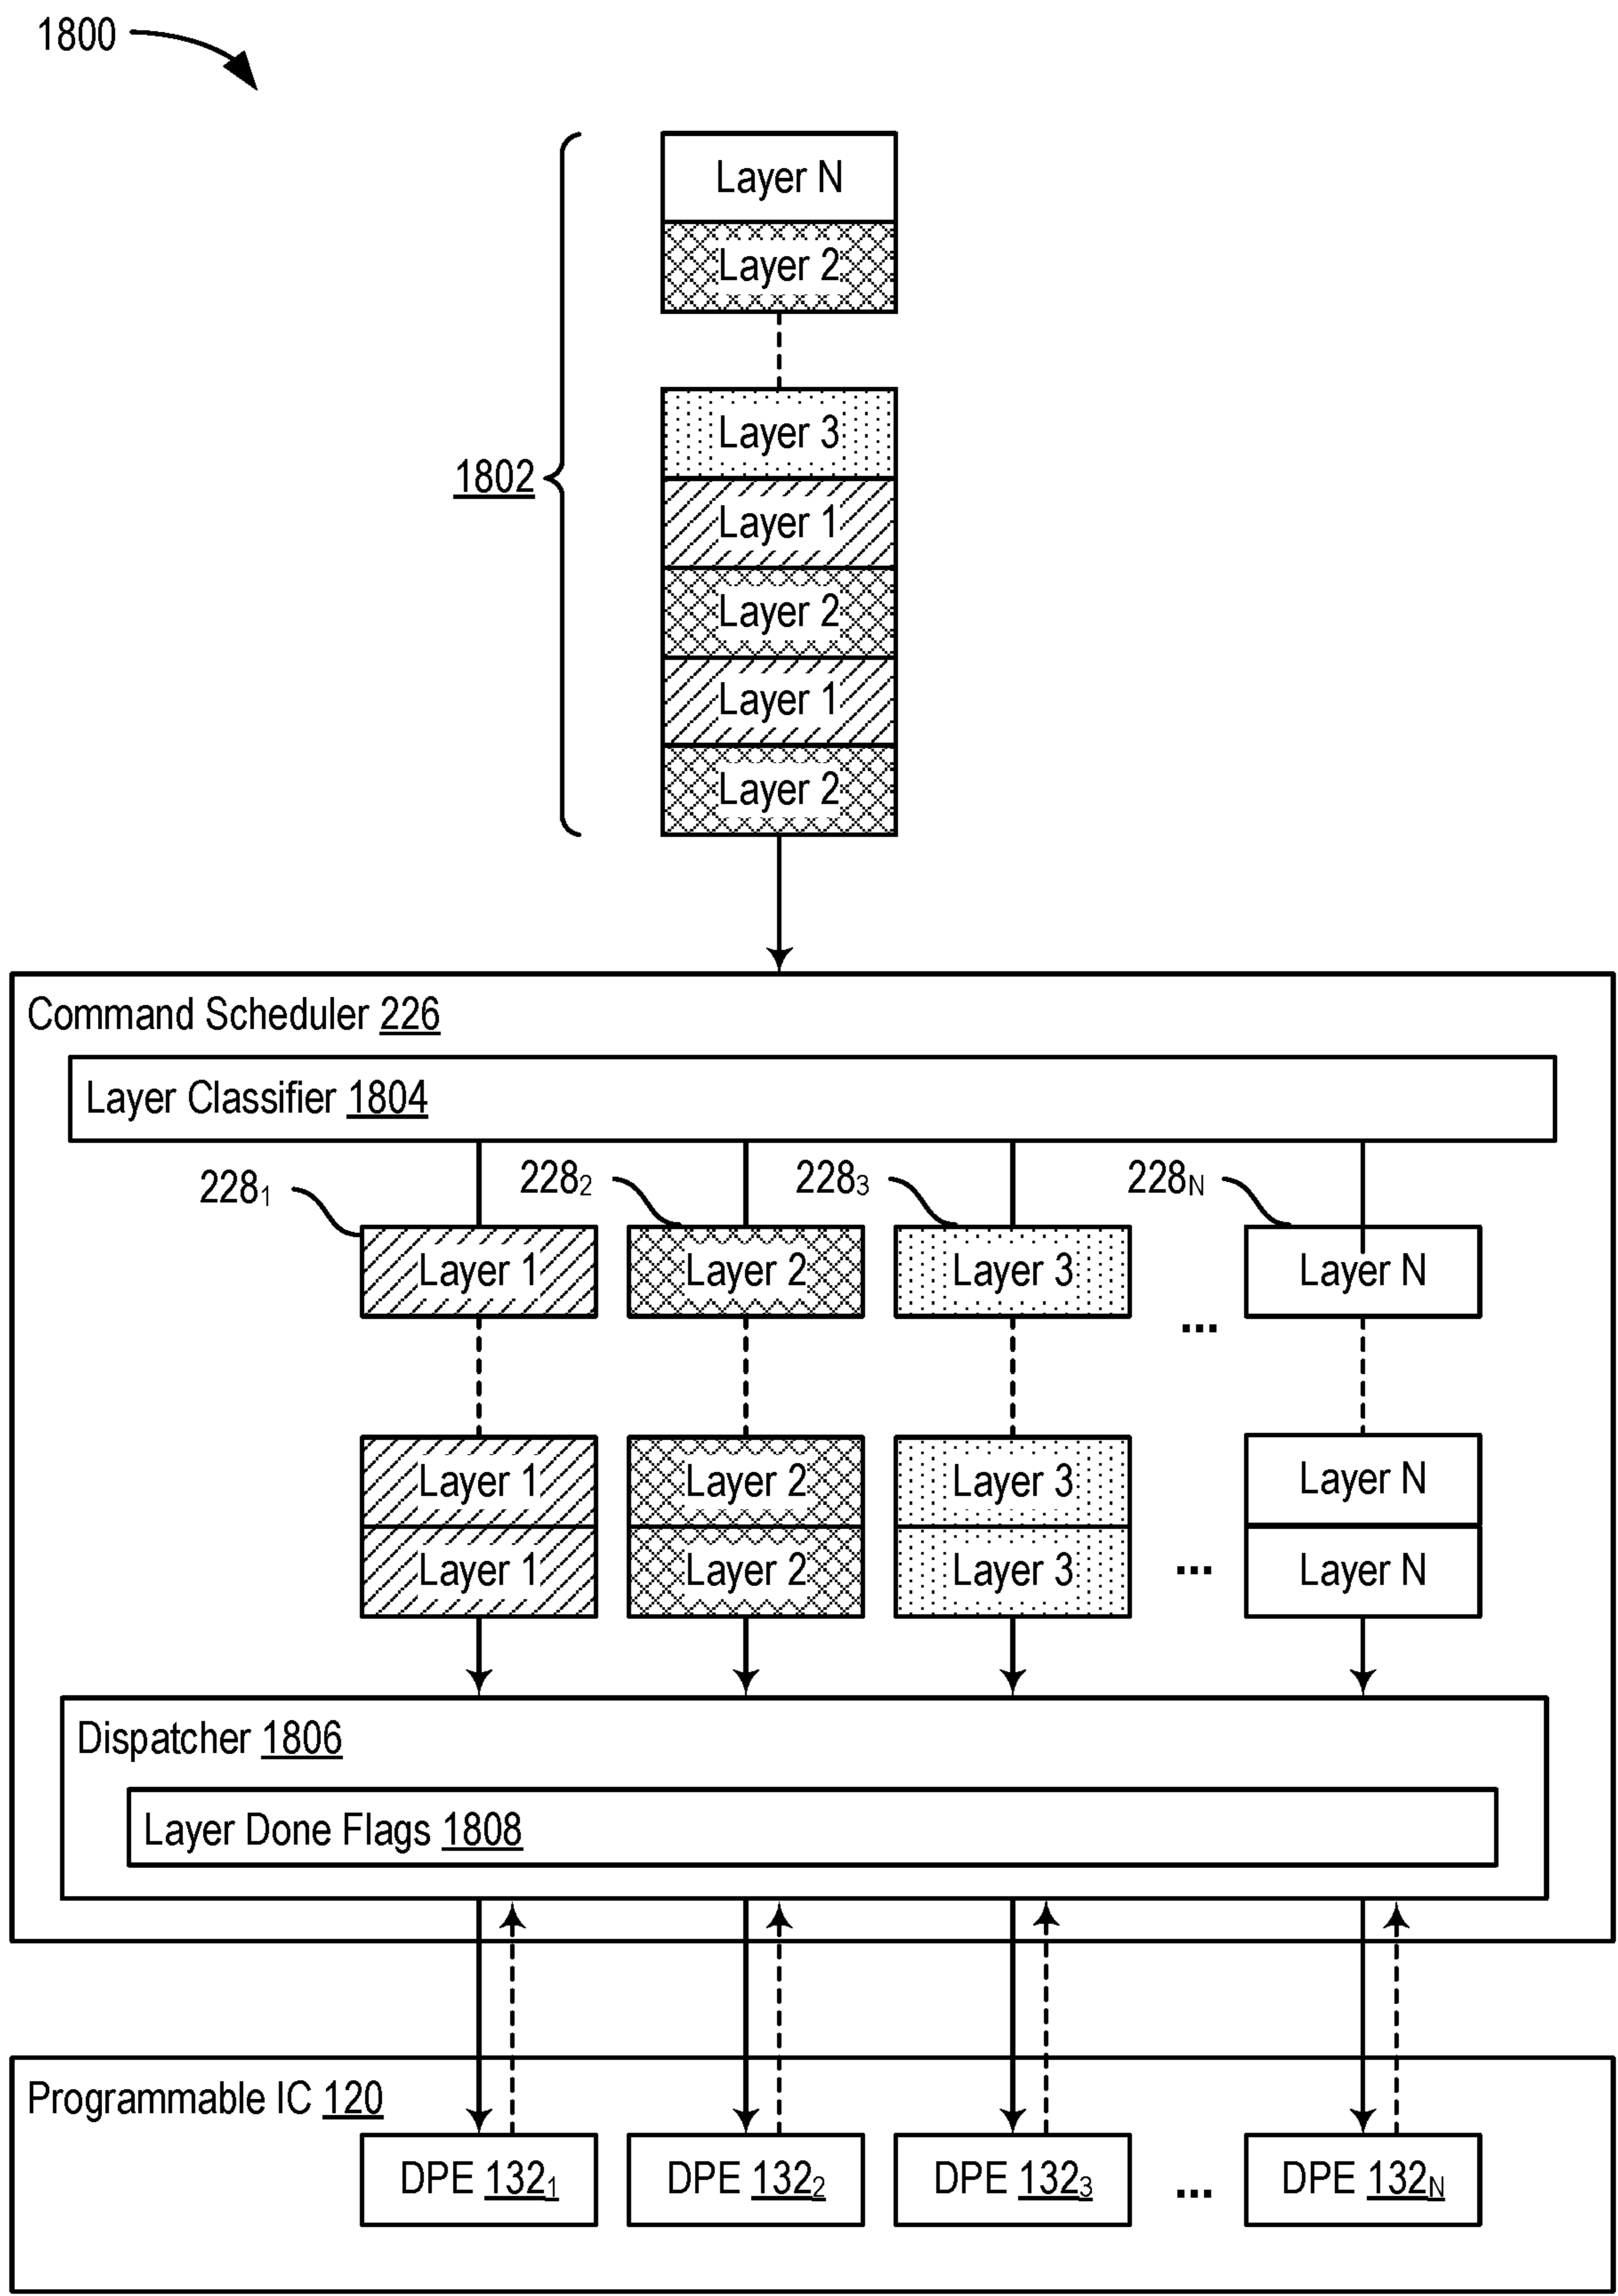 1800
Layer N
Layer 2
Layer 3
1802
Layer 1
Layer 2
Layer 1
Layer 2
Command Scheduler 226
Layer Classifier 1804
228₁ 228₂ 228₃ 228N
Layer 1 Layer 2 Layer 3 Layer N
...
Layer 1 Layer 2 Layer 3 Layer N
Layer 1 Layer 2 Layer 3 ... Layer N
Dispatcher 1806
Layer Done Flags 1808
Programmable IC 120
DPE 132₁ DPE 132₂ DPE 132₃ ... DPE 132N